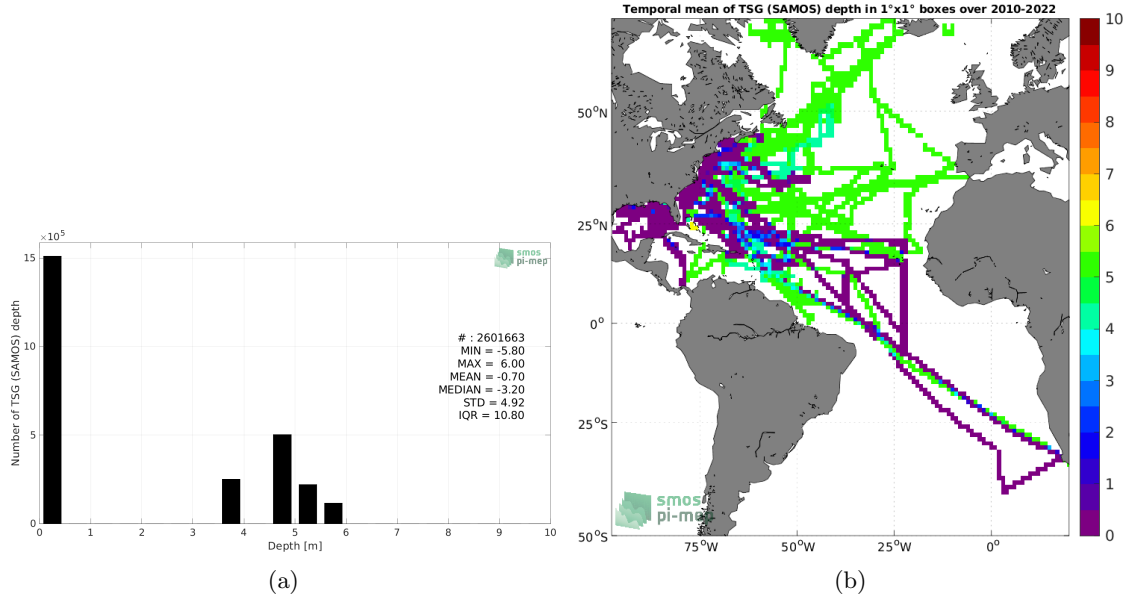 Temporal mean of TSG (SAMOS) depth in 1°x1° boxes over 2010-2022
×10⁵
15
10
5
0
Number of TSG (SAMOS) depth
smos
pi-mep
# : 2601663
MIN = -5.80
MAX = 6.00
MEAN = -0.70
MEDIAN = -3.20
STD = 4.92
IQR = 10.80
0 1 2 3 4 5 6 7 8 9 10
Depth [m]
50°N
25°N
0°
25°S
50°S
75°W 50°W 25°W 0°
smos
pi-mep
10
9
8
7
6
5
4
3
2
1
0
(a)
(b)